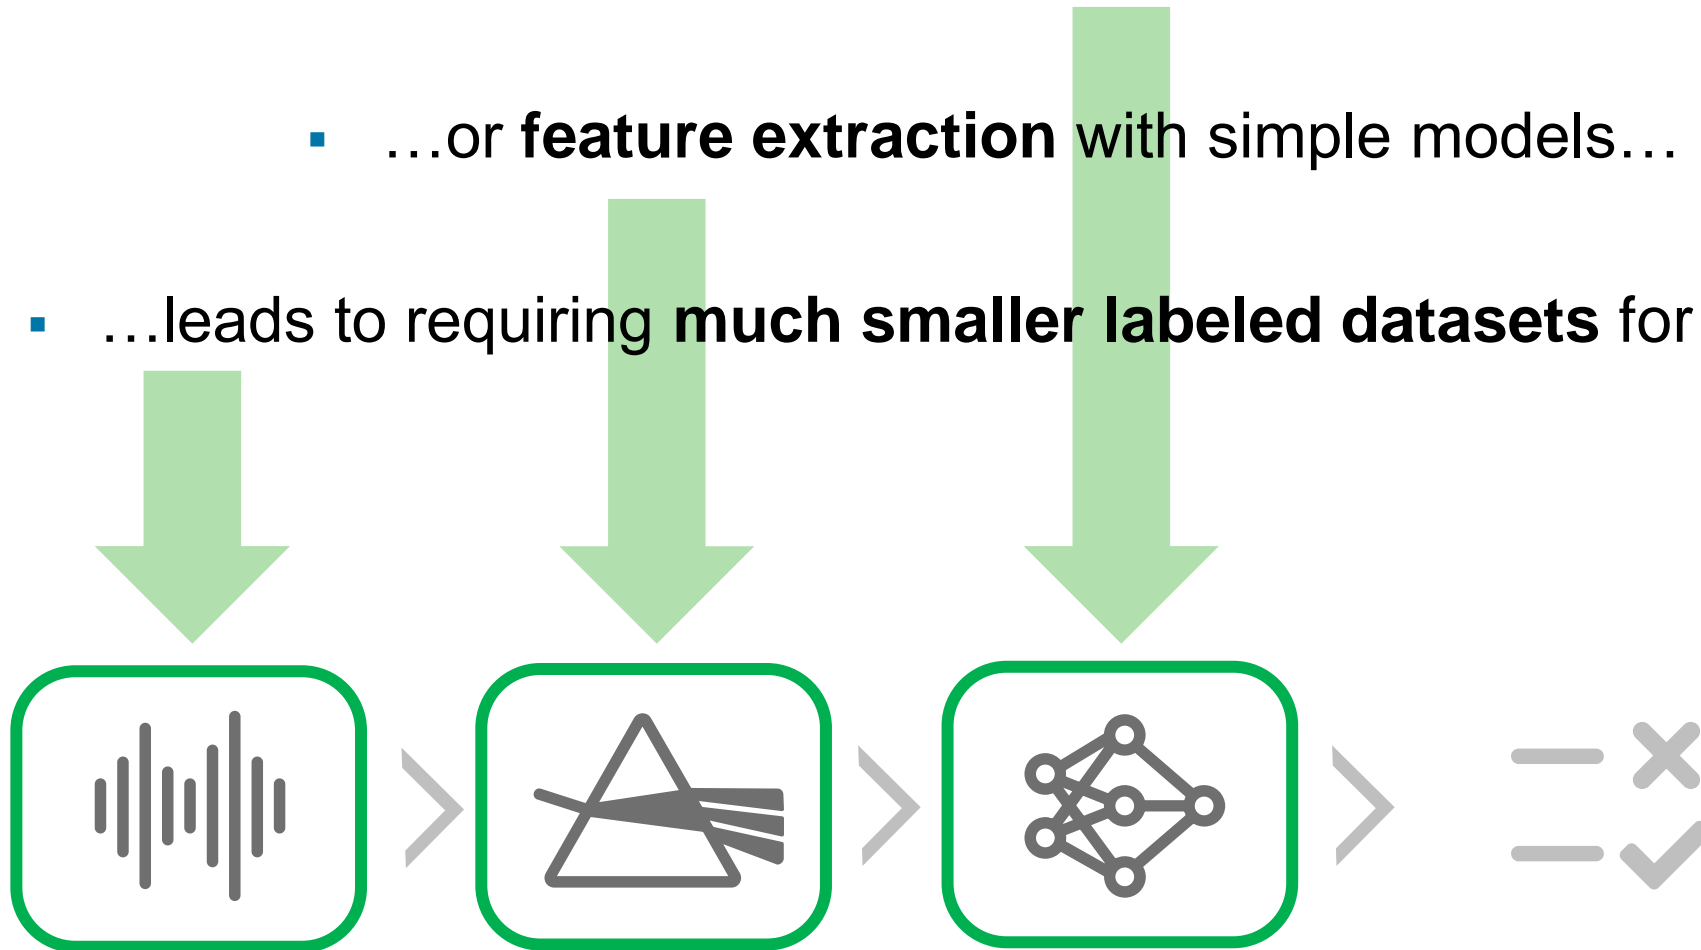 ▪ …or feature extraction with simple models…
▪ …leads to requiring much smaller labeled datasets for